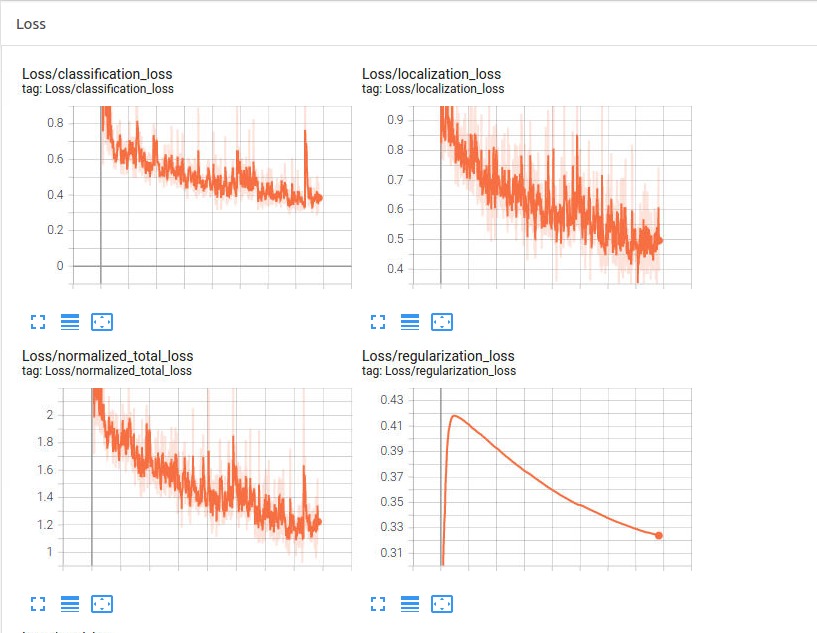 Loss
Loss/classification_loss
tag: Loss/classification_loss
0.8
0.6
0.4
0.2
0
Loss/localization_loss
tag: Loss/localization_loss
0.9
0.8
0.7
0.6
0.5
0.4
Loss/normalized_total_loss
tag: Loss/normalized_total_loss
2
1.8
1.6
1.4
1.2
1
Loss/regularization_loss
tag: Loss/regularization_loss
0.43
0.41
0.39
0.37
0.35
0.33
0.31